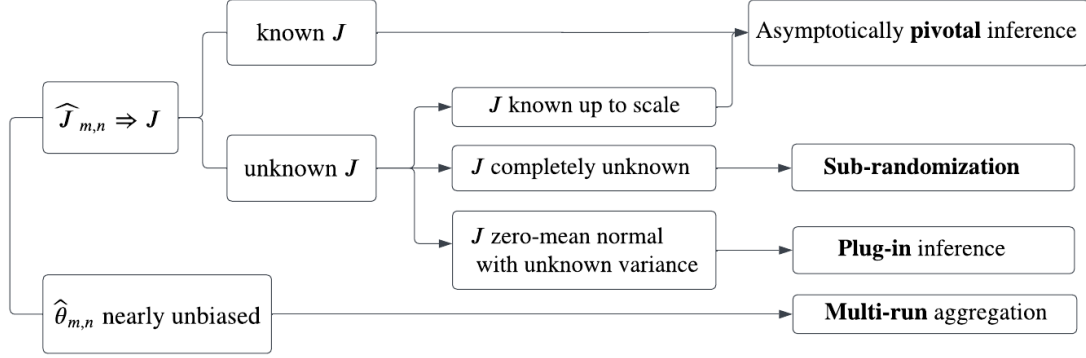 known J
Asymptotically pivotal inference
Ĵ m,n ⇒ J
J known up to scale
unknown J
J completely unknown
Sub-randomization
J zero-mean normal
with unknown variance
Plug-in inference
θ̂m,n nearly unbiased
Multi-run aggregation